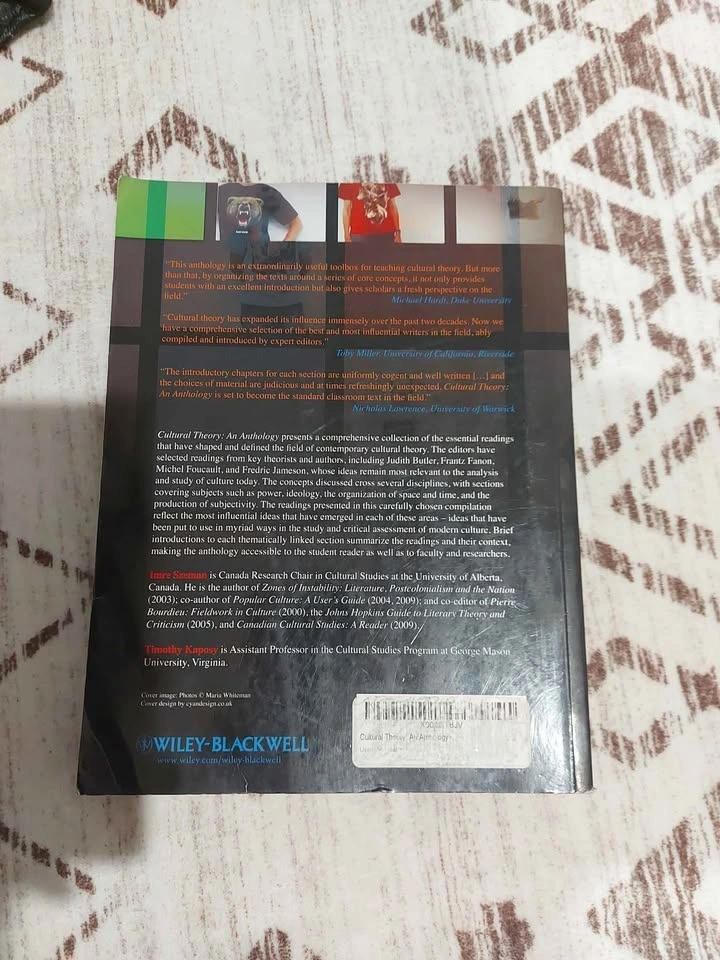 “This anthology is an extraordinarily useful toolbox for teaching cultural theory. But more
than that, by organizing the texts around a series of core concepts, it not only provides
students with an excellent introduction but also gives scholars a fresh perspective on the
field.”
Michael Hardt, Duke University
“Cultural theory has expanded its influence immensely over the past two decades. Now we
have a comprehensive selection of the best and most influential writers in the field, ably
compiled and introduced by expert editors.”
Toby Miller, University of California, Riverside
“The introductory chapters for each section are uniformly cogent and well written […] and
the choices of material are judicious and at times refreshingly unexpected. Cultural Theory:
An Anthology is set to become the standard classroom text in the field.”
Nicholas Lawrence, University of Warwick
Cultural Theory: An Anthology presents a comprehensive collection of the essential readings
that have shaped and defined the field of contemporary cultural theory. The editors have
selected readings from key theorists and authors, including Judith Butler, Frantz Fanon,
Michel Foucault, and Fredric Jameson, whose ideas remain most relevant to the analysis
and study of culture today. The concepts discussed cross several disciplines, with sections
covering subjects such as power, ideology, the organization of space and time, and the
production of subjectivity. The readings presented in this carefully chosen compilation
reflect the most influential ideas that have emerged in each of these areas – ideas that have
been put to use in myriad ways in the study and critical assessment of modern culture. Brief
introductions to each thematically linked section summarize the readings and their context,
making the anthology accessible to the student reader as well as to faculty and researchers.
Imre Szeman is Canada Research Chair in Cultural Studies at the University of Alberta,
Canada. He is the author of Zones of Instability: Literature, Postcolonialism and the Nation
(2003); co-author of Popular Culture: A User’s Guide (2004, 2009); and co-editor of Pierre
Bourdieu: Fieldwork in Culture (2000), the Johns Hopkins Guide to Literary Theory and
Criticism (2005), and Canadian Cultural Studies: A Reader (2009).
Timothy Kaposy is Assistant Professor in the Cultural Studies Program at George Mason
University, Virginia.
Cover image: Photos © Maria Whiteman
Cover design by cyandesign.co.uk
WILEY-BLACKWELL
www.wiley.com/wiley-blackwell
Cultural Theory: An Anthology